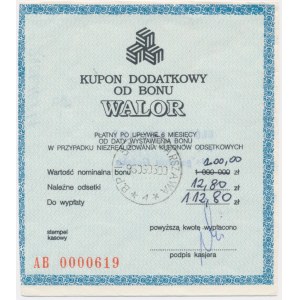 KUPON DODATKOWY
OD BONU
WALOR
PŁATNY PO UPŁYWIE 6 MIESIĘCY
OD DATY WYSTAWIENIA BONU
W PRZYPADKU NIEZREALIZOWANIA KUPONÓW ODSETKOWYCH
100,00
Wartość nominalna bonu 1 000 000 zł
Należne odsetki 12,80 zł
Do wypłaty 112,80 zł
stempel
kasowy
powyższą kwotę wypłacono
podpis kasjera
AB 0000619